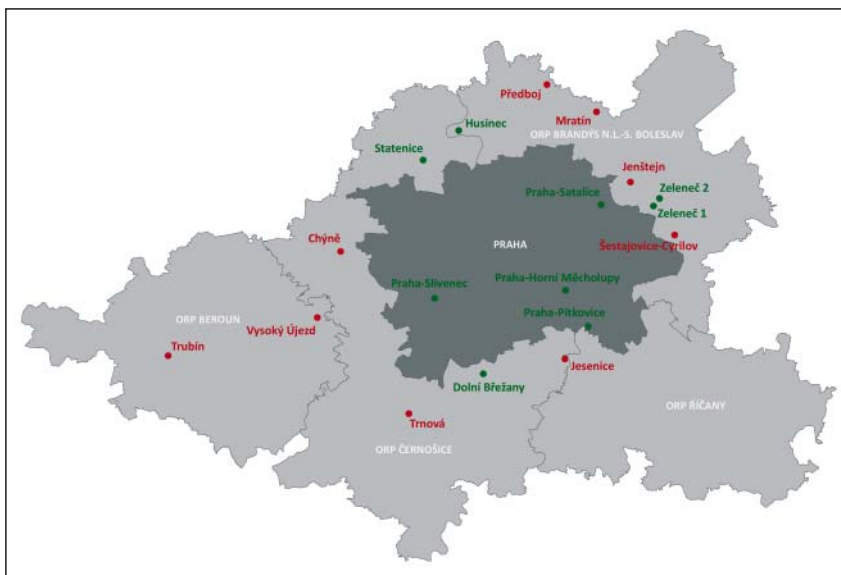 Předboj
Mratín
ORP BRANDÝS N.L.-S. BOLESLAV
Husinec
Statenice
Jenštejn
Zeleneč 2
Praha-Satalice
Zeleneč 1
Chýně
PRAHA
Šestajovice-Cyrilov
Praha-Slivenec
Praha-Horní Měcholupy
Praha-Pitkovice
ORP BEROUN
Vysoký Újezd
Trubín
Jesenice
Dolní Břežany
ORP ŘÍČANY
Trnová
ORP ČERNOŠICE